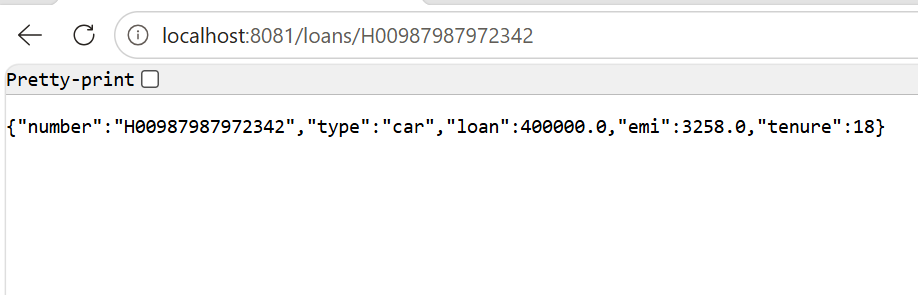 localhost:8081/loans/H00987987972342
Pretty-print
{"number":"H00987987972342","type":"car","loan":400000.0,"emi":3258.0,"tenure":18}